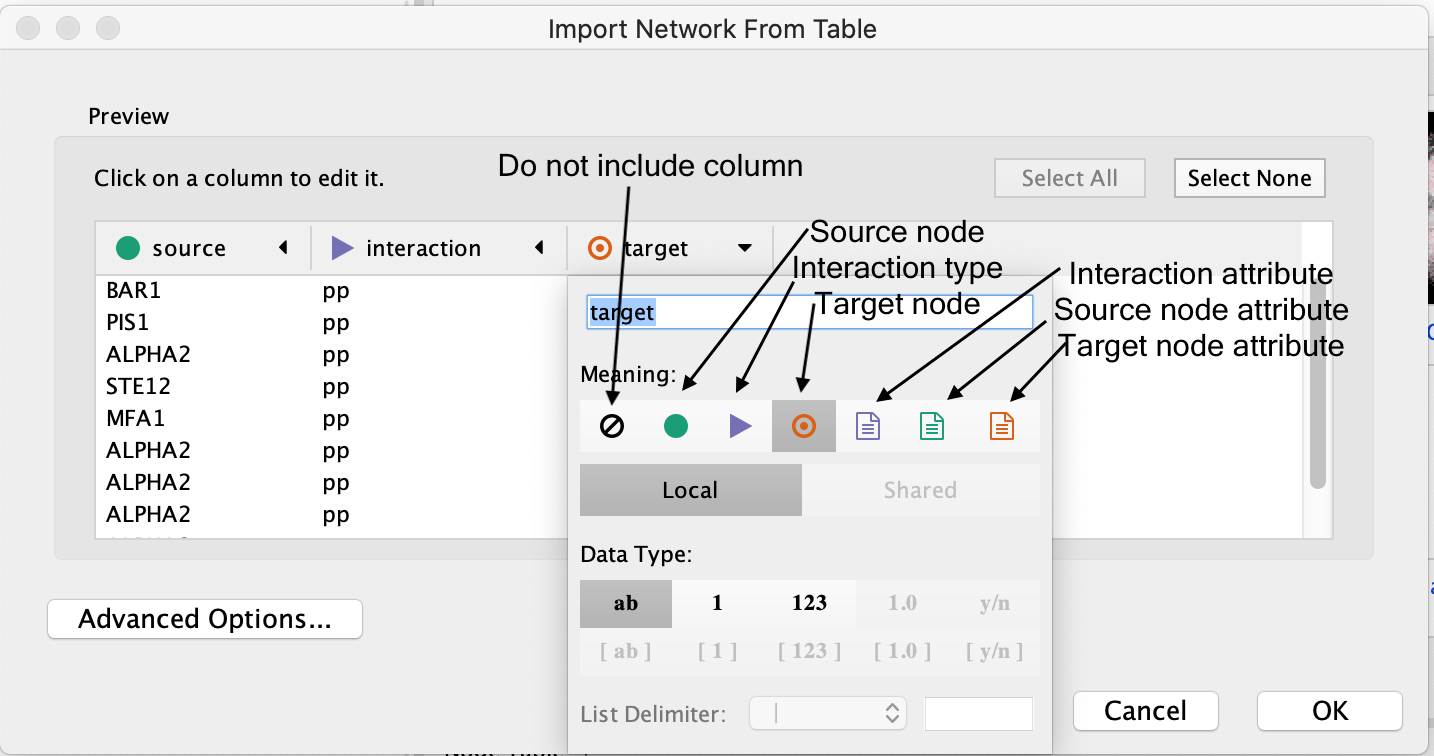 Import Network From Table
Preview
Click on a column to edit it.
Do not include column
Select All
Select None
source
interaction
target
Source node
Interaction type
Target node
Interaction attribute
Source node attribute
Target node attribute
BAR1 pp
PIS1 pp
ALPHA2 pp
STE12 pp
MFA1 pp
ALPHA2 pp
ALPHA2 pp
ALPHA2 pp
target
Meaning:
Local
Shared
Data Type:
ab 1 123 1.0 y/n
[ ab ] [ 1 ] [ 123 ] [ 1.0 ] [ y/n ]
List Delimiter:
|
Advanced Options...
Cancel
OK